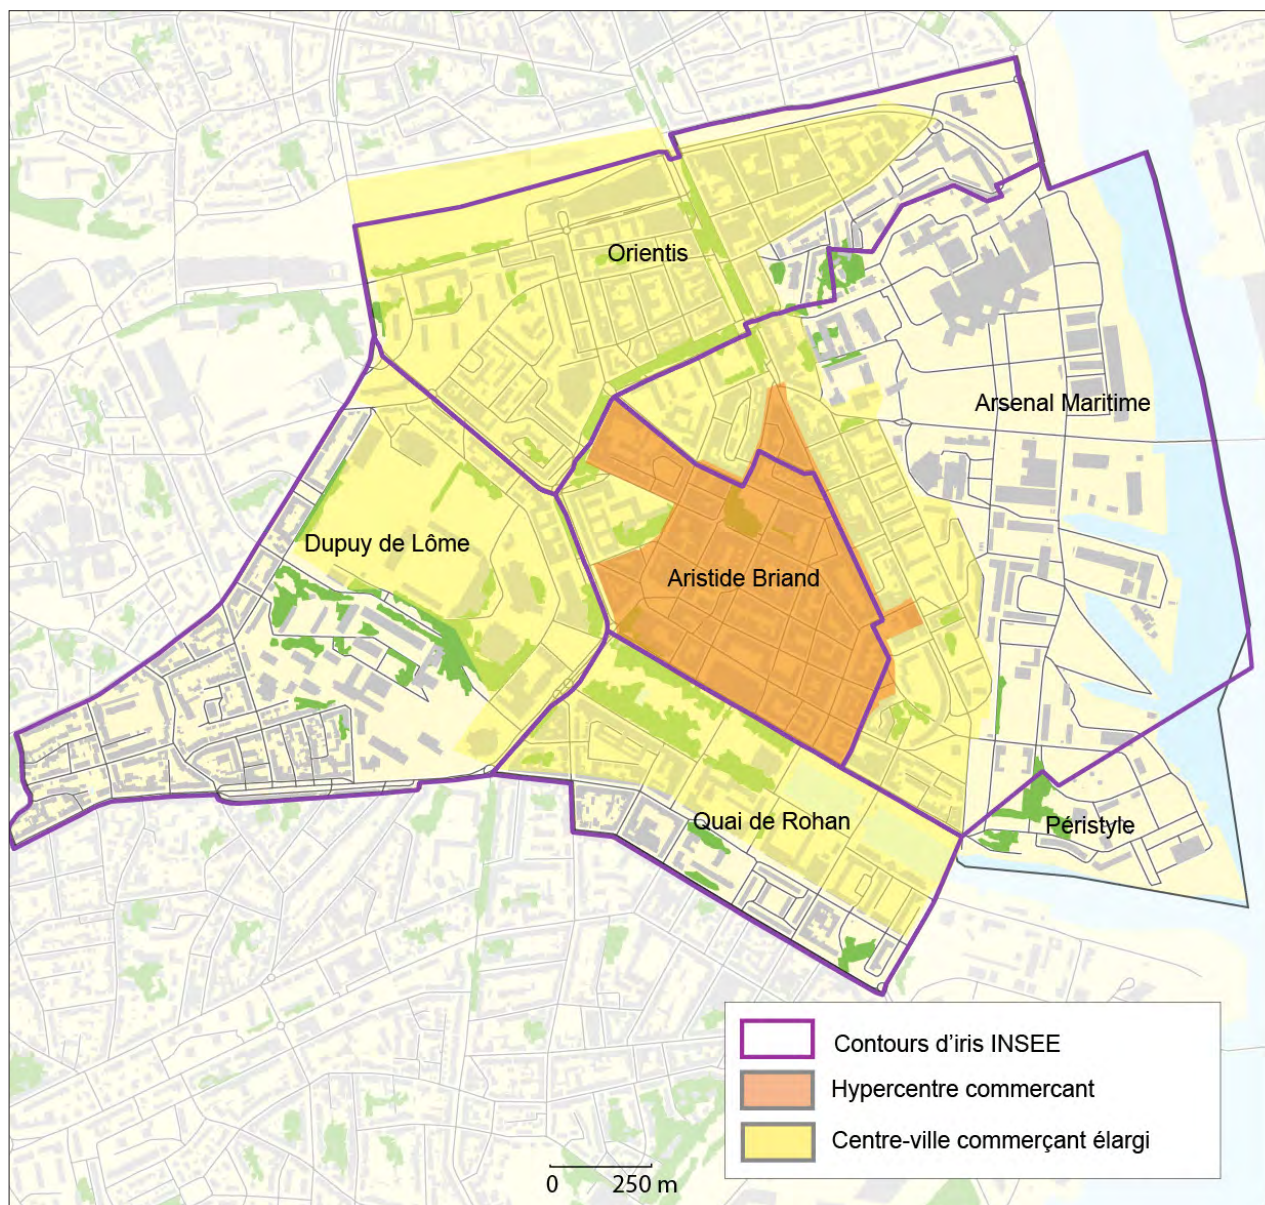 Orientis
Arsenal Maritime
Dupuy de Lôme
Aristide Briand
Quai de Rohan
Péristyle
Contours d'iris INSEE
Hypercentre commercant
Centre-ville commerçant élargi
0 250 m